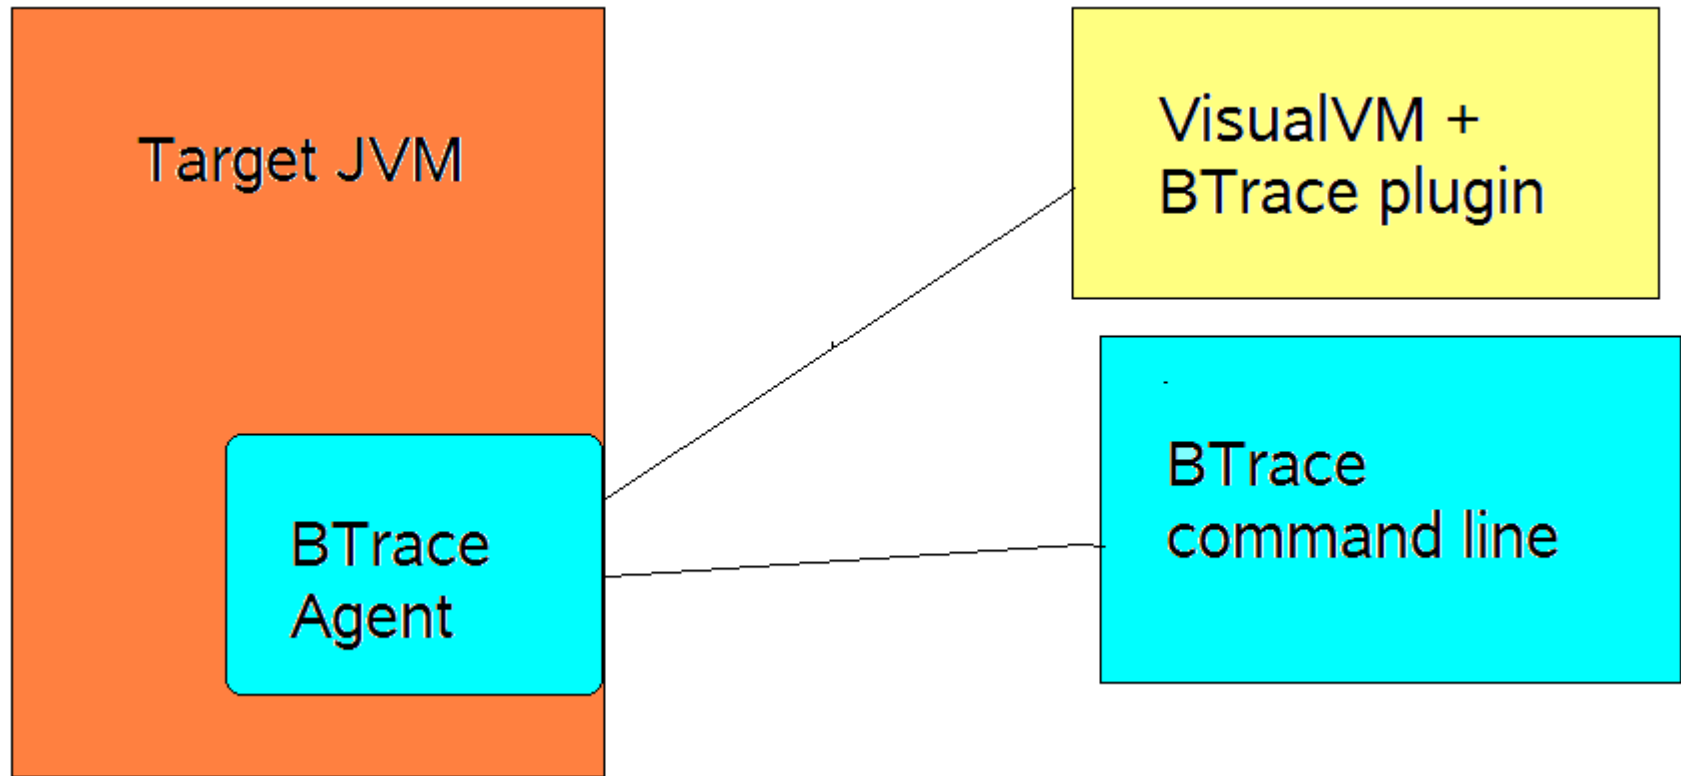 Target JVM
VisualVM +
BTrace plugin
BTrace
command line
BTrace
Agent